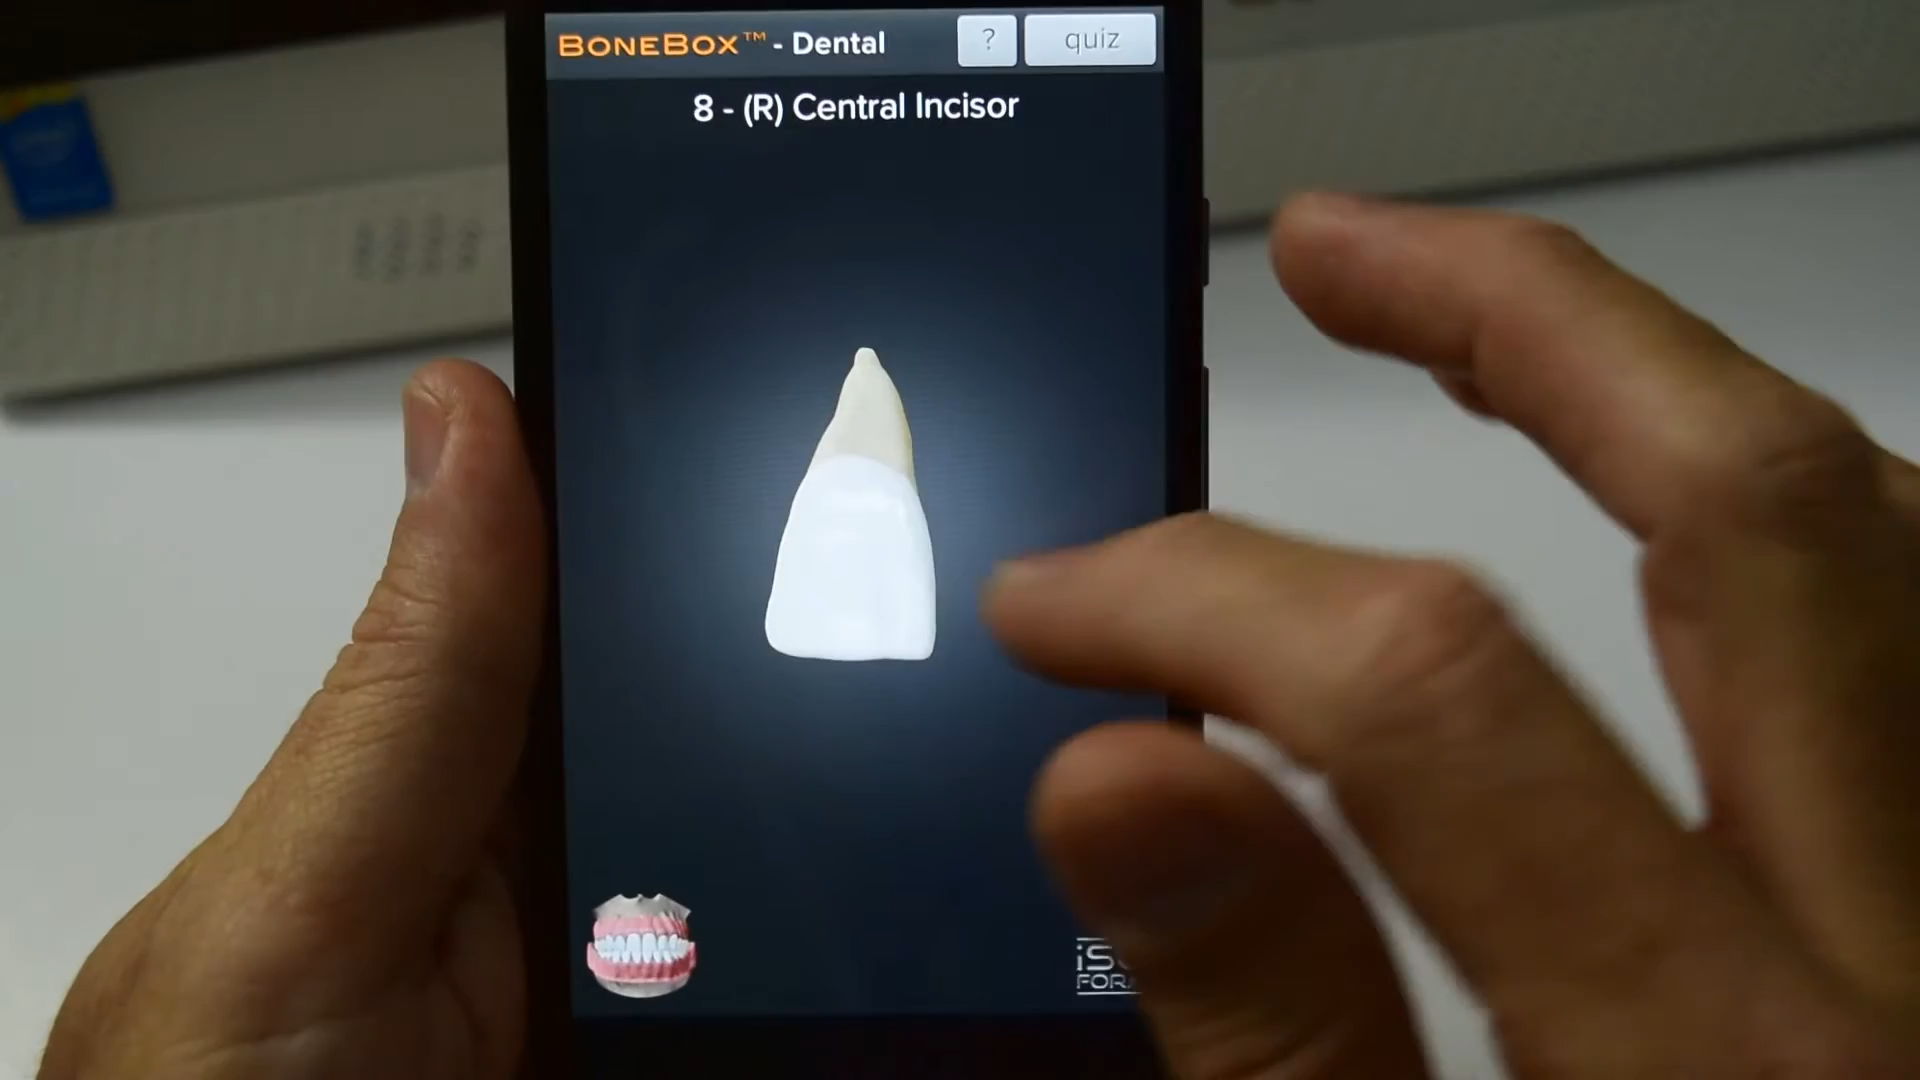 BONEBOX™ - Dental
?
quiz
8 - (R) Central Incisor